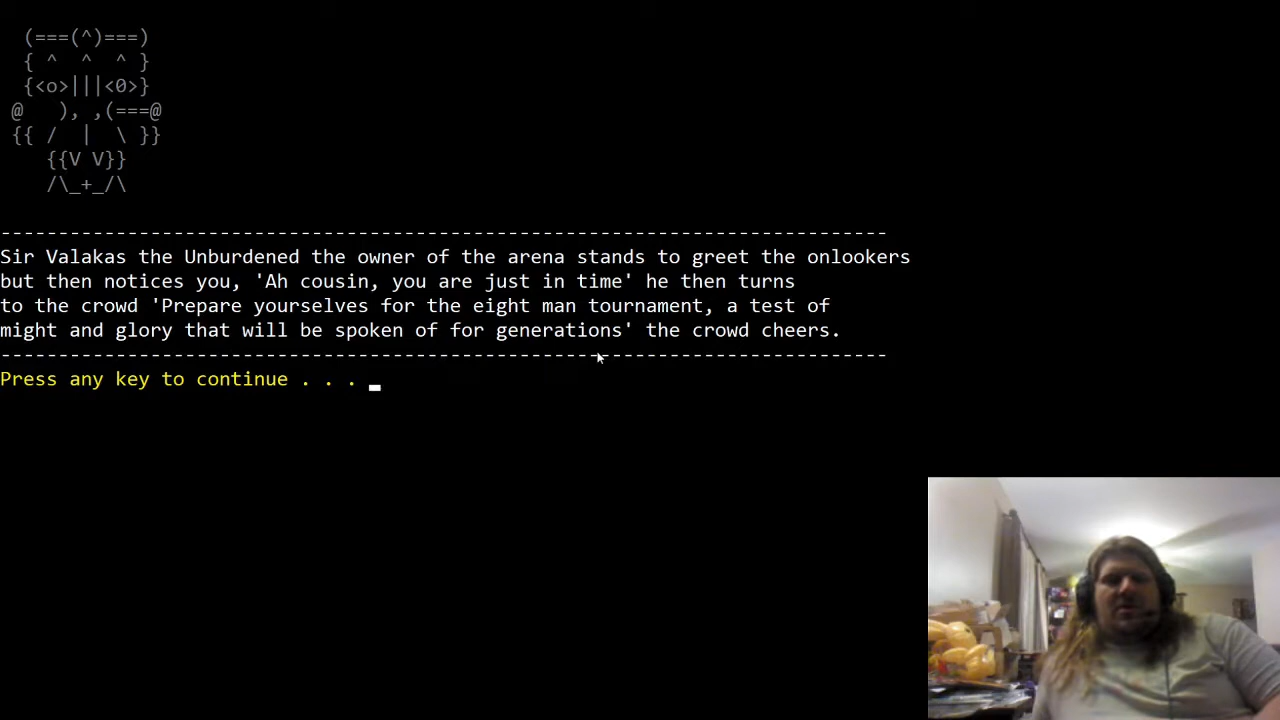 (===(^)===)
{ ^  ^  ^ }
{<o>|||<0>}
@   ), ,(===@
{{ /  |  \ }}
{{V V}}
/\_+_/\
-----------------------------------------------------------------------------
Sir Valakas the Unburdened the owner of the arena stands to greet the onlookers
but then notices you, 'Ah cousin, you are just in time' he then turns
to the crowd 'Prepare yourselves for the eight man tournament, a test of
might and glory that will be spoken of for generations' the crowd cheers.
-----------------------------------------------------------------------------
Press any key to continue . . .